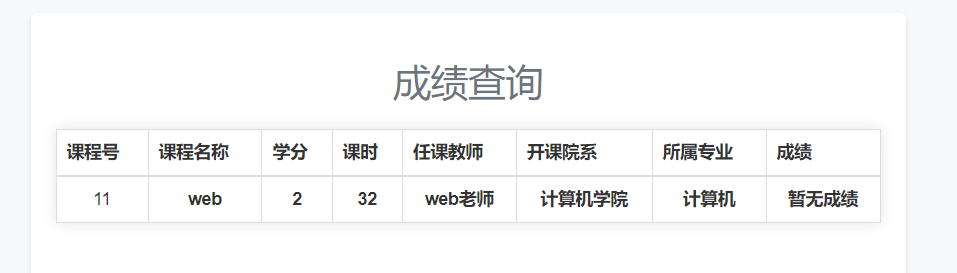 成绩查询
课程号 课程名称 学分 课时 任课教师 开课院系 所属专业 成绩
11 web 2 32 web老师 计算机学院 计算机 暂无成绩